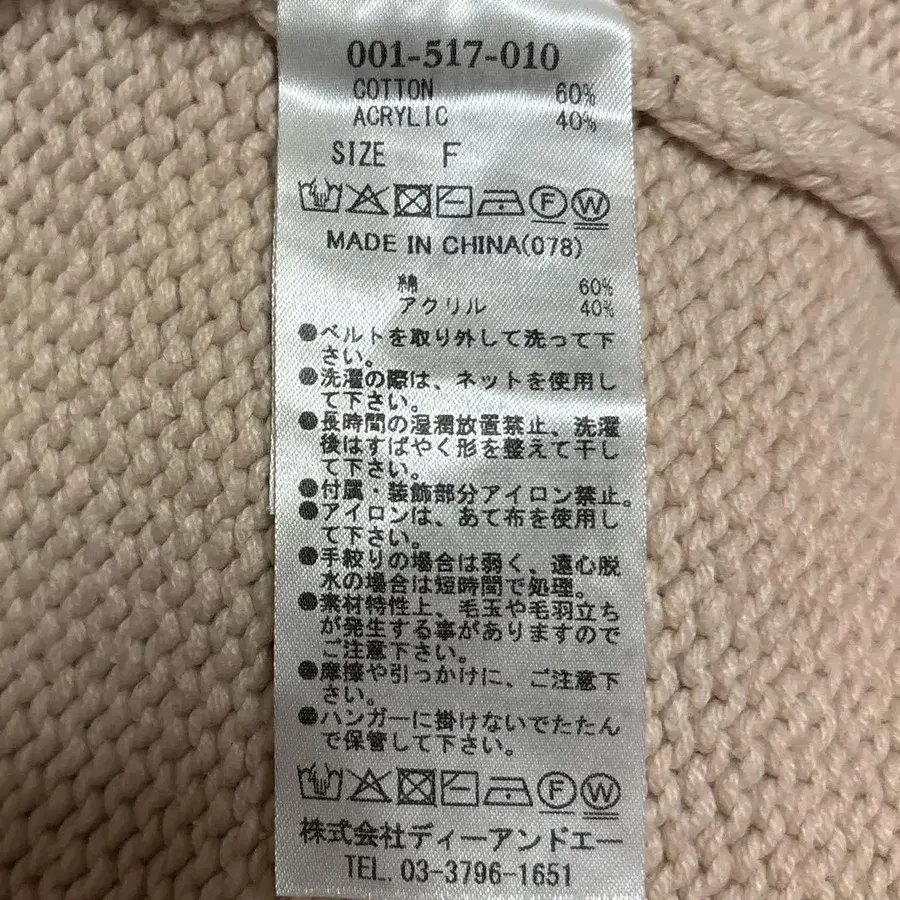 001-517-010
COTTON 60%
ACRYLIC 40%
SIZE F
F W
MADE IN CHINA(078)
綿 60%
アクリル 40%
●ベルトを取り外して洗って下
さい。
●洗濯の際は、ネットを使用し
て下さい。
●長時間の湿潤放置禁止、洗濯
後はすばやく形を整えて干し
て下さい。
●付属・装飾部分アイロン禁止。
●アイロンは、あて布を使用し
て下さい。
●手絞りの場合は弱く、遠心脱
水の場合は短時間で処理。
●素材特性上、毛玉や毛羽立ち
が発生する事がありますので
ご注意下さい。
●摩擦や引っかけに、ご注意下
さい。
●ハンガーに掛けないでたたん
で保管して下さい。
F W
株式会社ディーアンドエー
TEL. 03-3796-1651